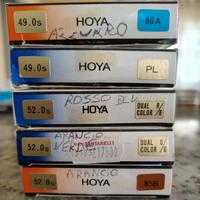 49.0s HOYA 80A
AZZURRO
49.0s HOYA PL
ROSSO BLU
52.0s HOYA DUAL R/
COLOR /B
ARANCIO
VERDE
52.0s DUAL O/
COLOR /G
ARANCIO
52.0s HOYA 85B